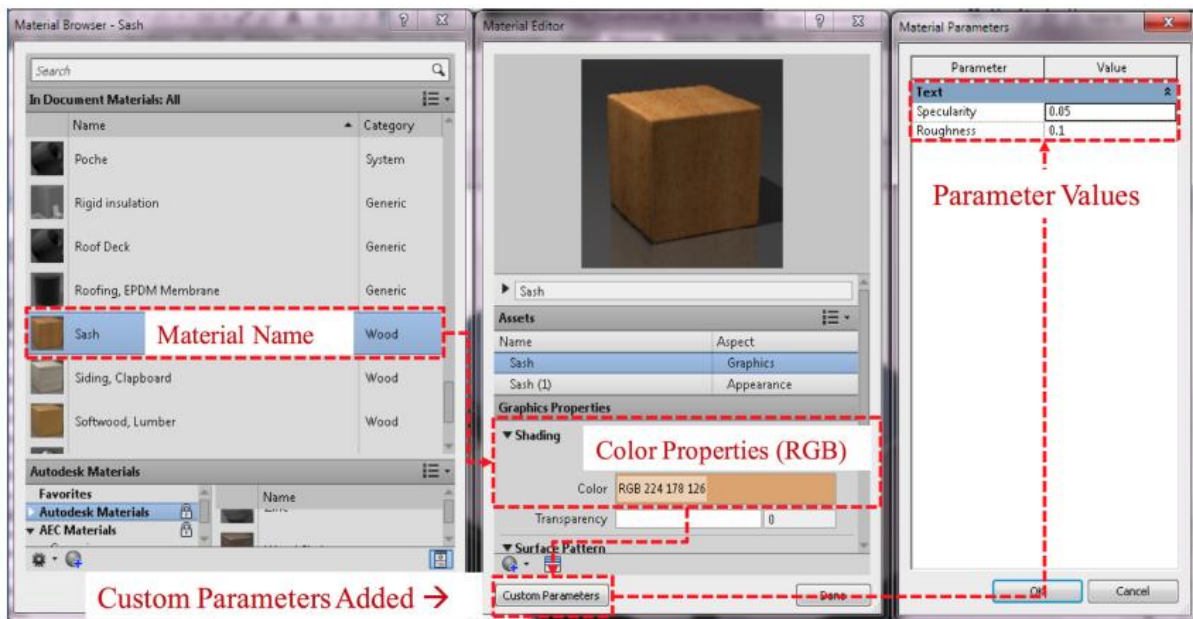 Material Browser - Sash
Search
In Document Materials: All
Name Category
Poche System
Rigid insulation Generic
Roof Deck Generic
Roofing, EPDM Membrane Generic
Sash Material Name Wood
Siding, Clapboard Wood
Softwood, Lumber Wood
Autodesk Materials
Favorites
Name
Autodesk Materials
AEC Materials
Custom Parameters Added →
Material Editor
Sash
Assets
Name Aspect
Sash Graphics
Sash (1) Appearance
Graphics Properties
Shading
Color Properties (RGB)
Color RGB 224 178 126
Transparency 0
Surface Pattern
Custom Parameters Done
Material Parameters
Parameter Value
Text
Specularity 0.05
Roughness 0.1
Parameter Values
OK Cancel